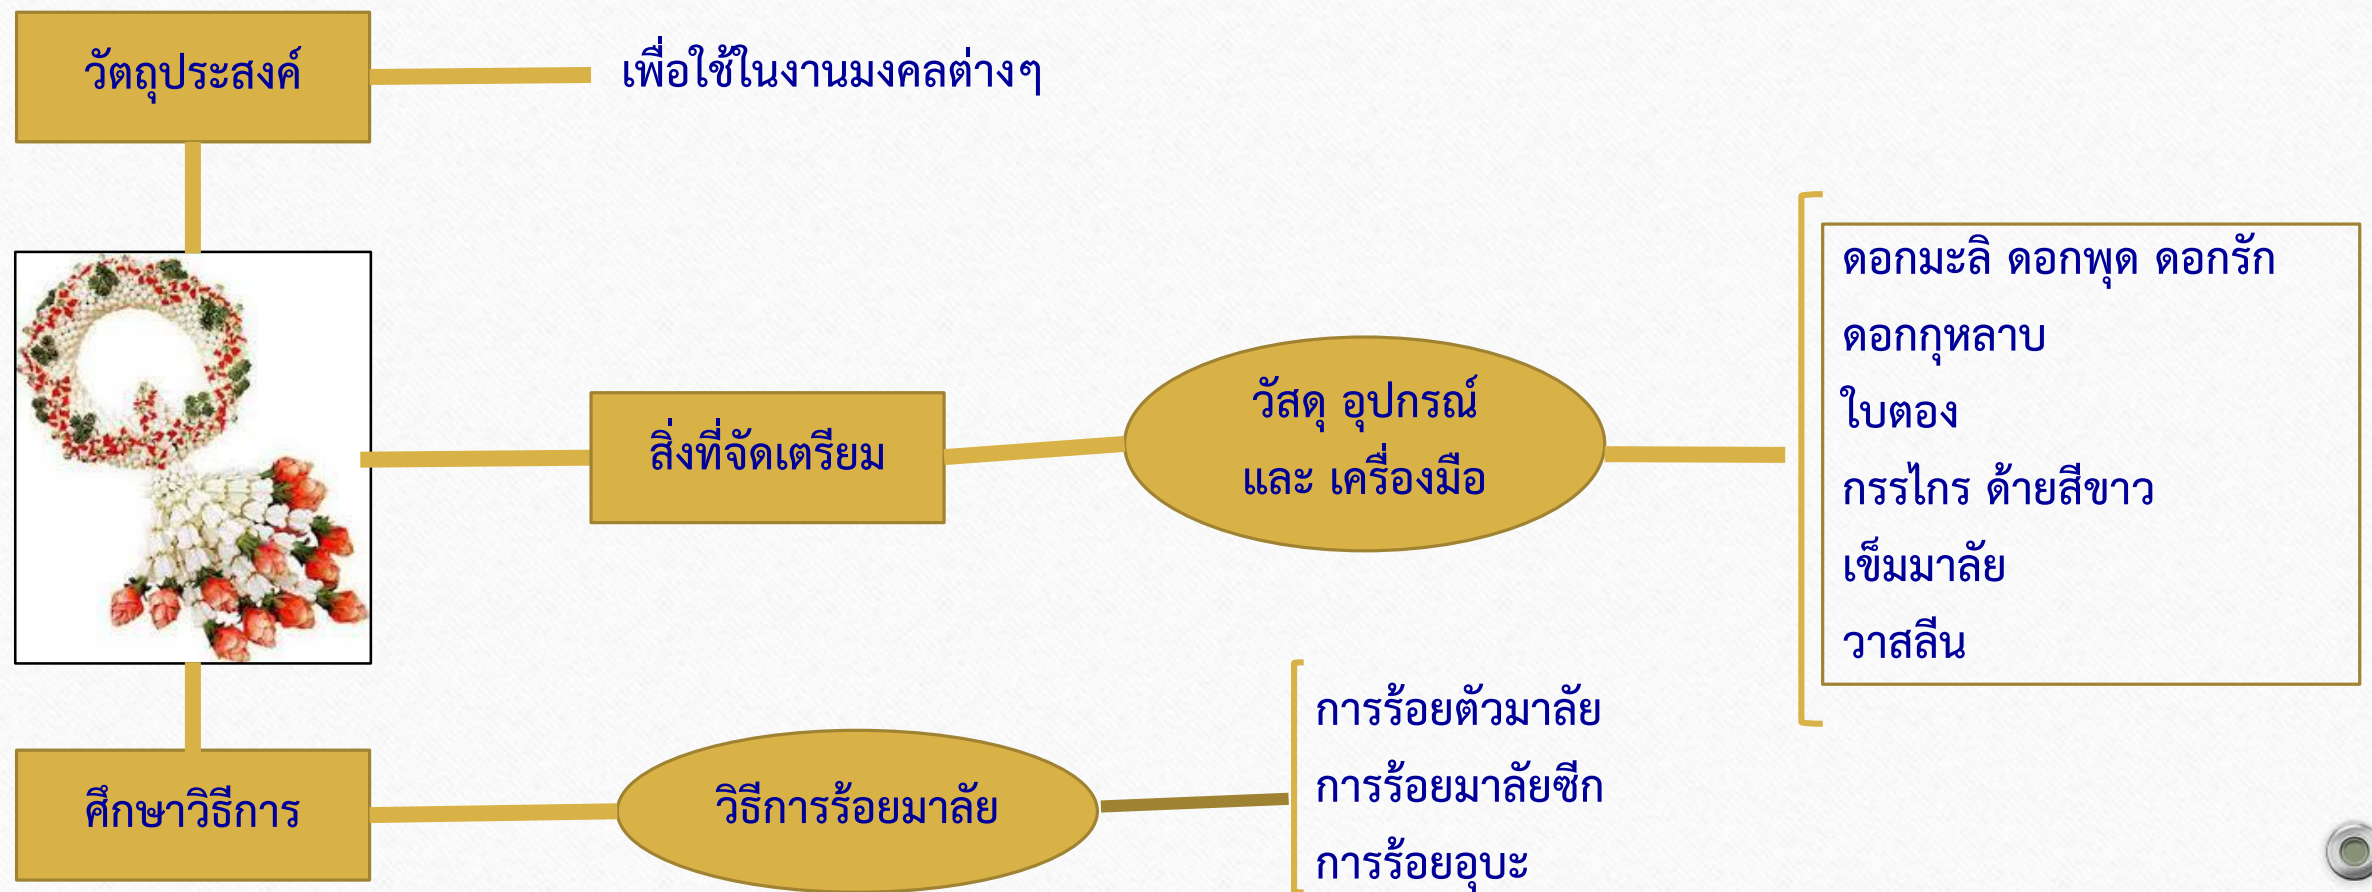 วัตถุประสงค์
เพื่อใช้ในงานมงคลต่างๆ
สิ่งที่จัดเตรียม
วัสดุ อุปกรณ์
และ เครื่องมือ
ดอกมะลิ ดอกพุด ดอกรัก
ดอกกุหลาบ
ใบตอง
กรรไกร ด้ายสีขาว
เข็มมาลัย
วาสลีน
ศึกษาวิธีการ
วิธีการร้อยมาลัย
การร้อยตัวมาลัย
การร้อยมาลัยซีก
การร้อยอุบะ